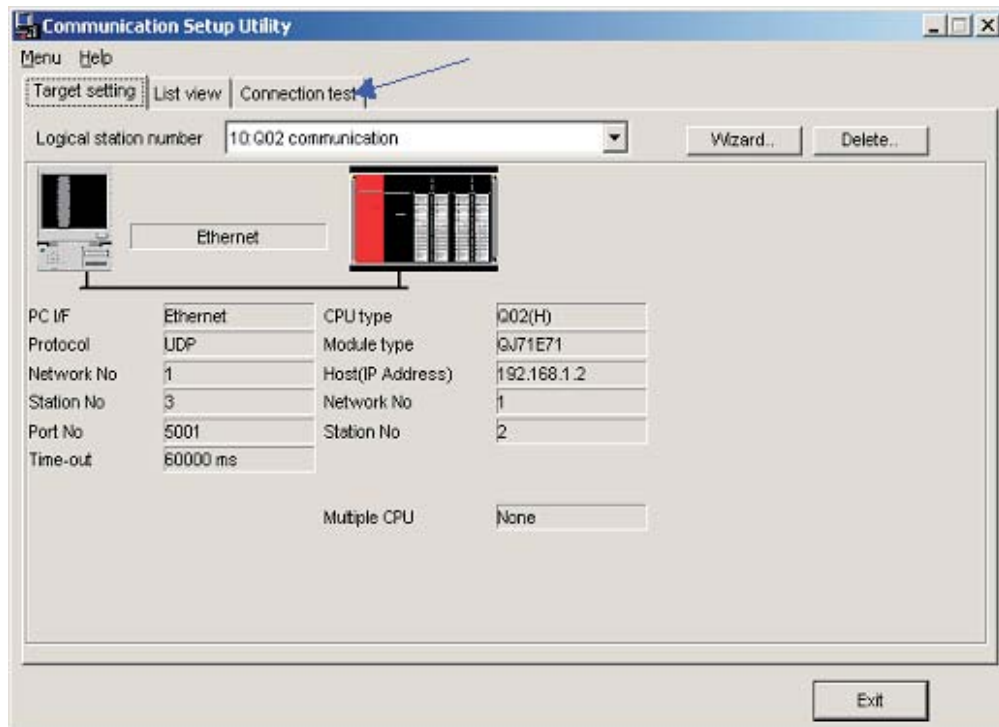 Communication Setup Utility
Menu Help
Target setting List view Connection test
Logical station number 10:Q02 communication Wizard.. Delete..
Ethernet
PC I/F Ethernet CPU type Q02(H)
Protocol UDP Module type QJ71E71
Network No 1 Host(IP Address) 192.168.1.2
Station No 3 Network No 1
Port No 5001 Station No 2
Time-out 60000 ms
Multiple CPU None
Exit